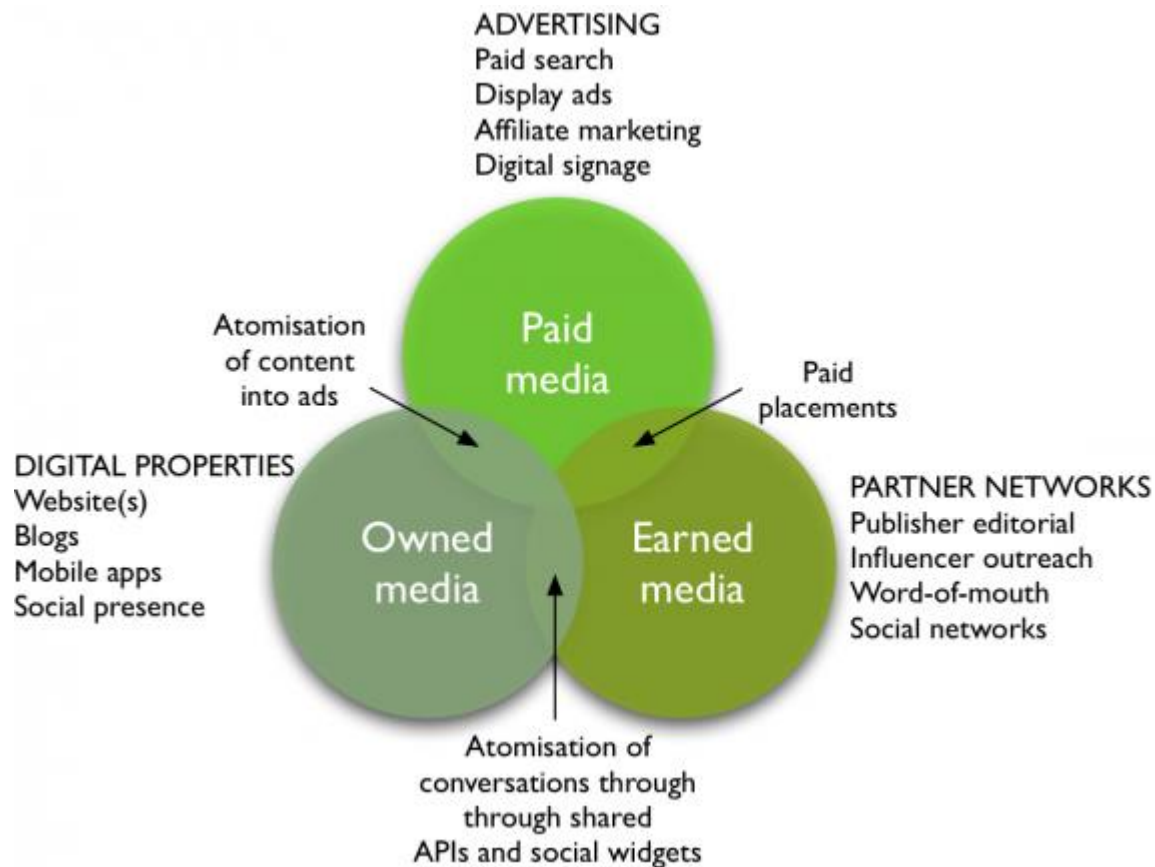 ADVERTISING
Paid search
Display ads
Affiliate marketing
Digital signage
Paid
media
Atomisation
of content
into ads
Paid
placements
DIGITAL PROPERTIES
Website(s)
Blogs
Mobile apps
Social presence
Owned
media
Earned
media
PARTNER NETWORKS
Publisher editorial
Influencer outreach
Word-of-mouth
Social networks
Atomisation of
conversations through
through shared
APIs and social widgets